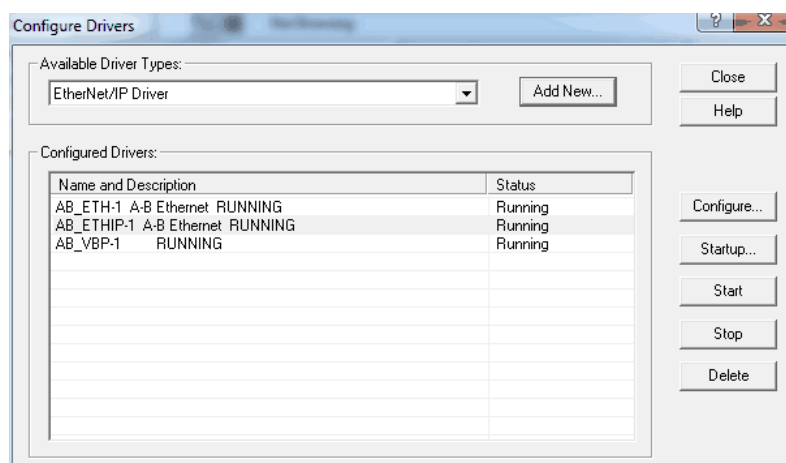 Configure Drivers
Available Driver Types:
EtherNet/IP Driver
Add New...
Close
Help
Configured Drivers:
Name and Description Status
AB_ETH-1 A-B Ethernet RUNNING Running
AB_ETHIP-1 A-B Ethernet RUNNING Running
AB_VBP-1 RUNNING Running
Configure...
Startup...
Start
Stop
Delete